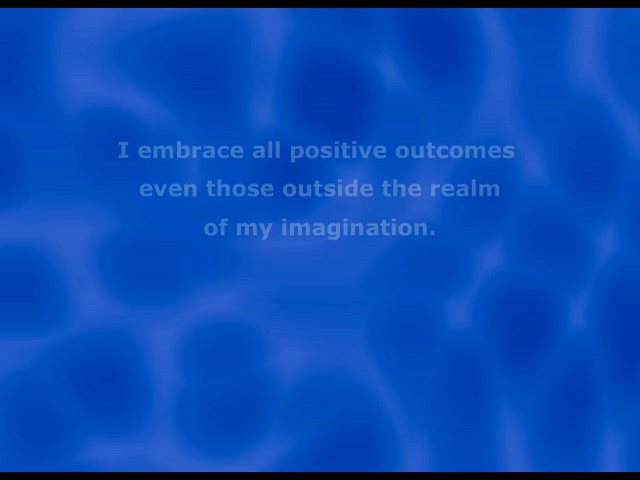 I embrace all positive outcomes
even those outside the realm
of my imagination.